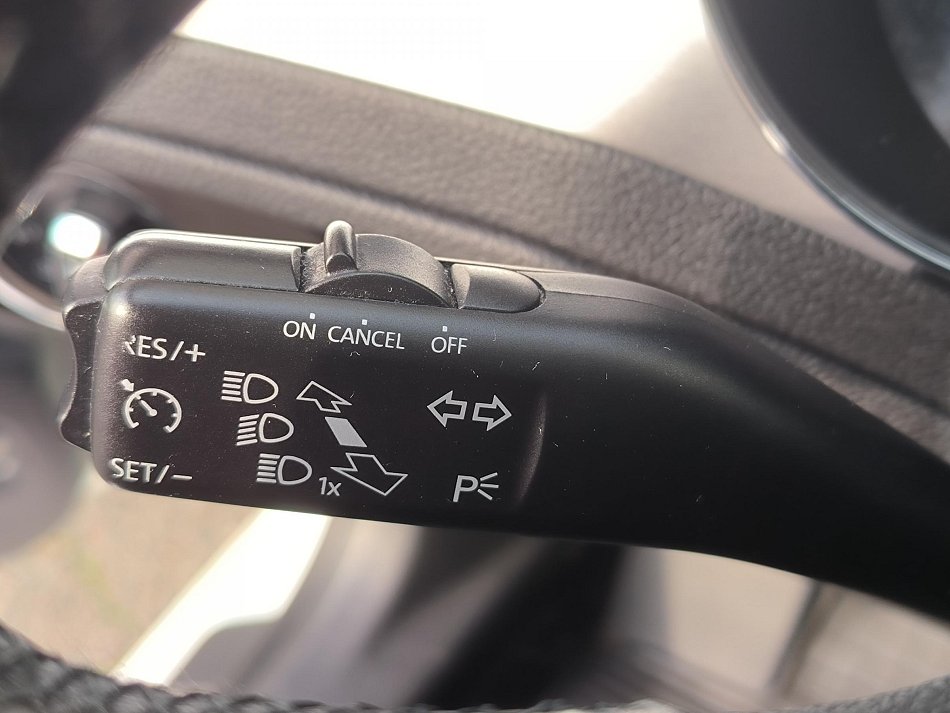 ON CANCEL OFF
RES/+
SET/–
1x
P